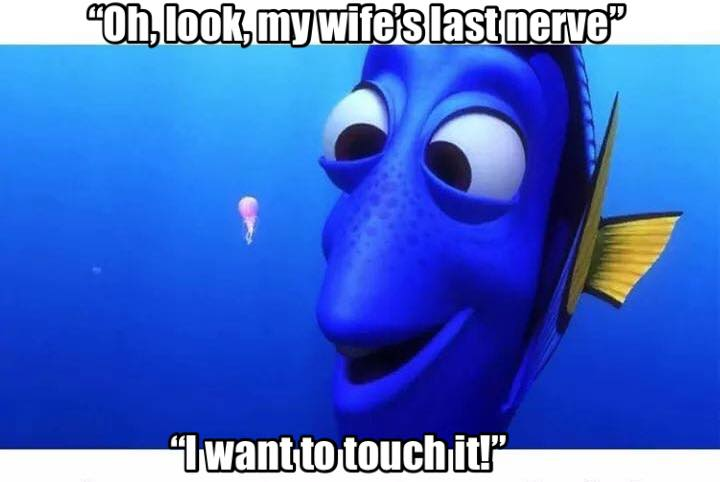 “Oh, look, my wife’s last nerve”
“I want to touch it!”